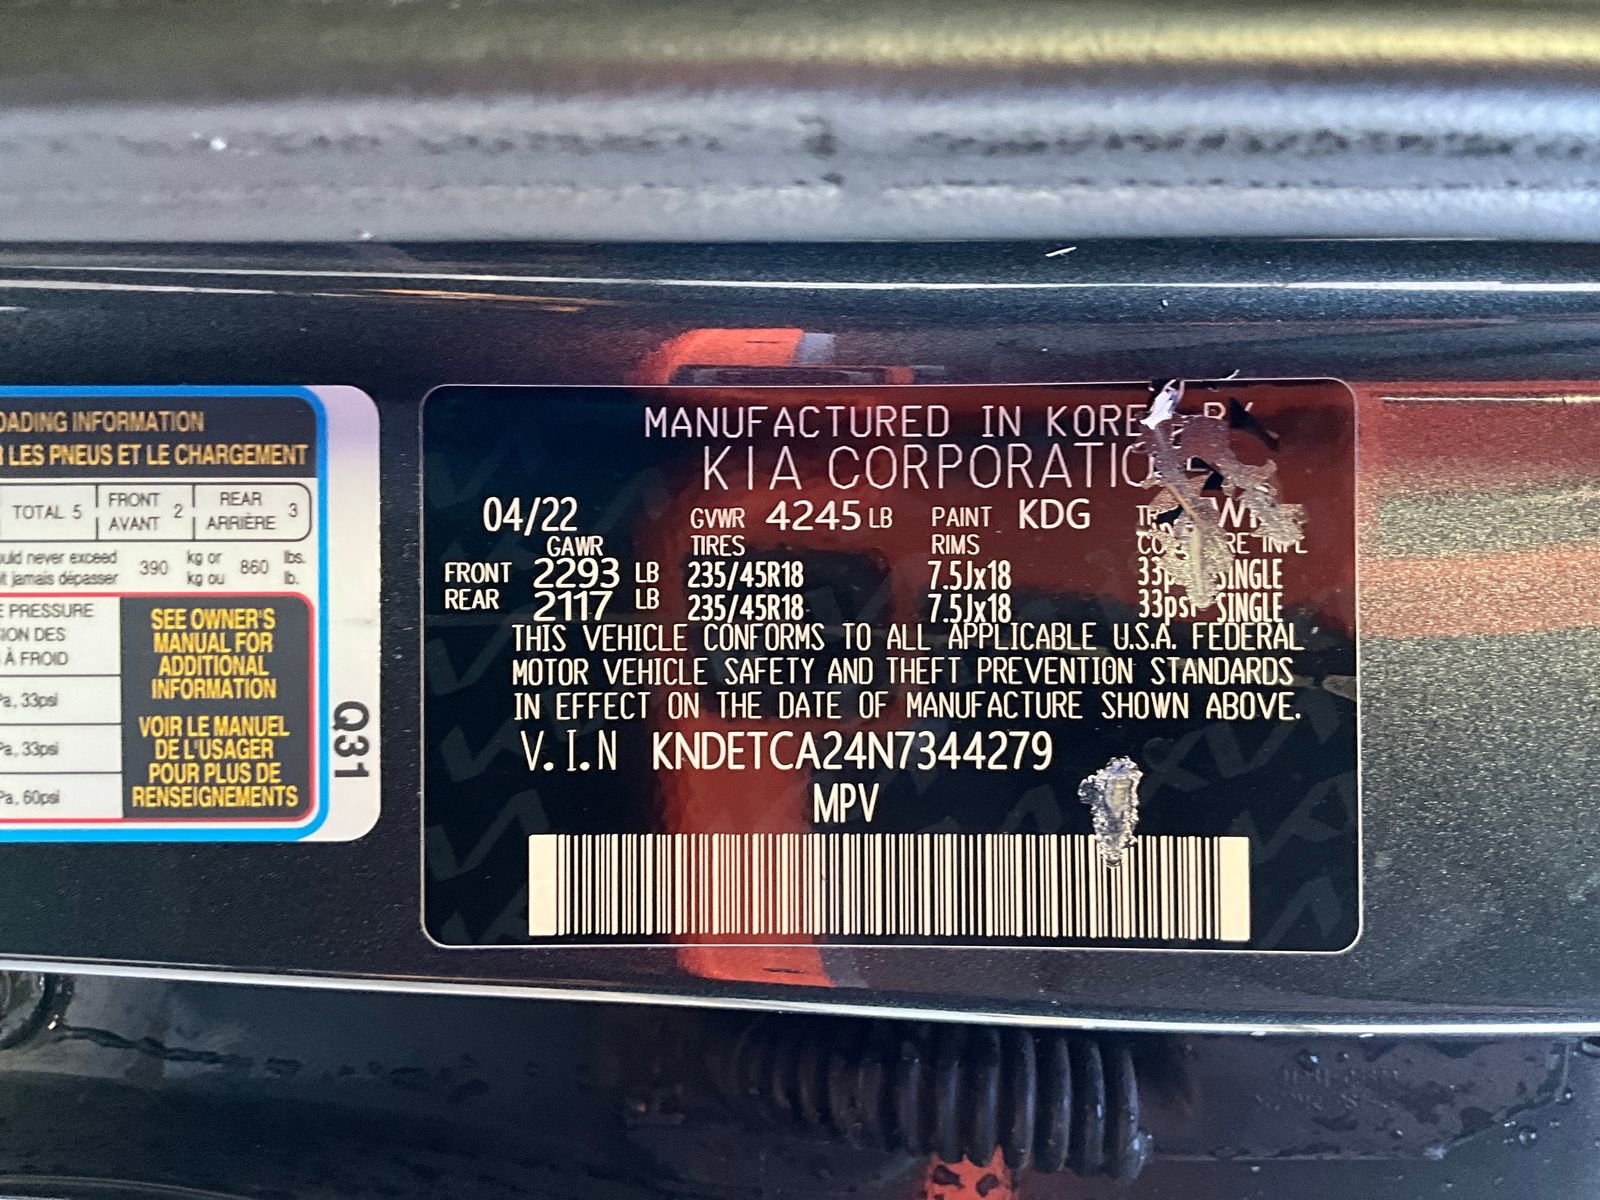 OADING INFORMATION
LES PNEUS ET LE CHARGEMENT
TOTAL 5
FRONT 2
AVANT
REAR 3
ARRIÈRE
uld never exceed 390 kg or 860 lbs.
it jamais dépasser kg ou lb.
E PRESSURE
ION DES
À FROID
Pa, 33psi
Pa, 33psi
Pa, 60psi
SEE OWNER'S
MANUAL FOR
ADDITIONAL
INFORMATION
VOIR LE MANUEL
DE L'USAGER
POUR PLUS DE
RENSEIGNEMENTS
Q31
MANUFACTURED IN KORE BY
KIA CORPORATIO
04/22 GVWR 4245 LB PAINT KDG
GAWR TIRES RIMS
FRONT 2293 LB 235/45R18 7.5Jx18 33p SINGLE
REAR 2117 LB 235/45R18 7.5Jx18 33psi SINGLE
THIS VEHICLE CONFORMS TO ALL APPLICABLE U.S.A. FEDERAL
MOTOR VEHICLE SAFETY AND THEFT PREVENTION STANDARDS
IN EFFECT ON THE DATE OF MANUFACTURE SHOWN ABOVE.
V.I.N KNDETCA24N7344279
MPV